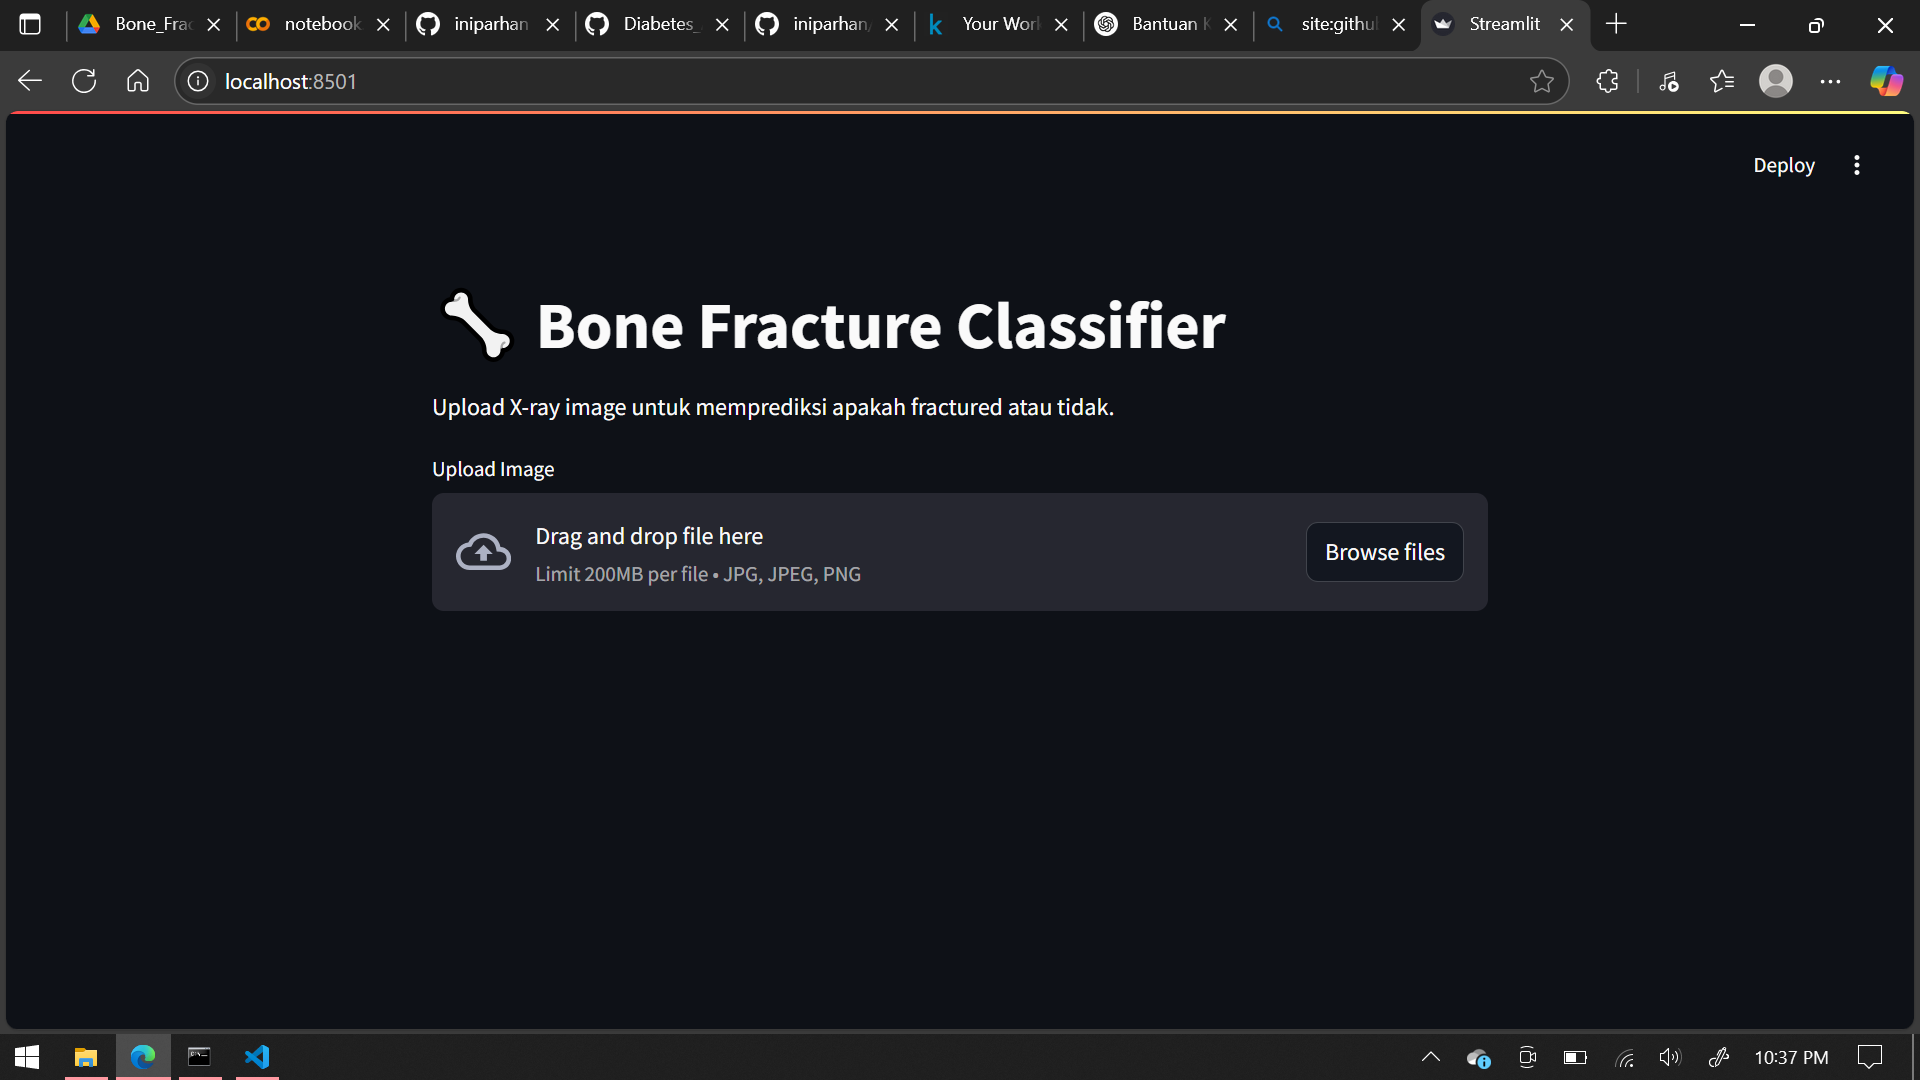 Bone_Frac
notebook
iniparhan
Diabetes_
iniparhan/
Your Work
Bantuan K
site:githu
Streamlit
localhost:8501
Deploy
Bone Fracture Classifier
Upload X-ray image untuk memprediksi apakah fractured atau tidak.
Upload Image
Drag and drop file here
Limit 200MB per file • JPG, JPEG, PNG
Browse files
10:37 PM